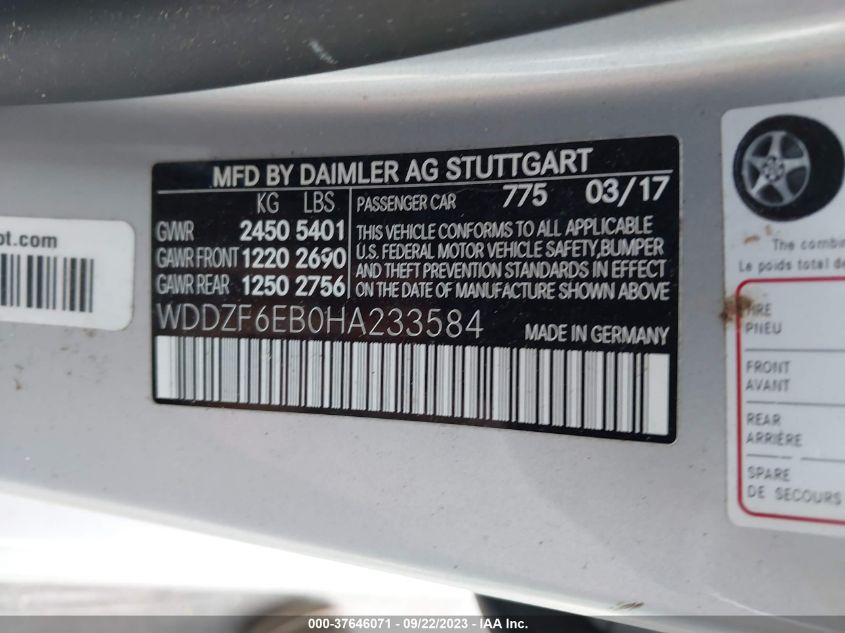 MFD BY DAIMLER AG STUTTGART
KG LBS
GVWR 2450 5401
GAWR FRONT 1220 2690
GAWR REAR 1250 2756
PASSENGER CAR 775 03/17
THIS VEHICLE CONFORMS TO ALL APPLICABLE
U.S. FEDERAL MOTOR VEHICLE SAFETY, BUMPER
AND THEFT PREVENTION STANDARDS IN EFFECT
ON THE DATE OF MANUFACTURE SHOWN ABOVE
WDDZF6EB0HA233584 MADE IN GERMANY
ot.com
The combin
Le poids total de
TIRE
PNEU
FRONT
AVANT
REAR
ARRIÈRE
SPARE
DE SECOURS
000-37646071 - 09/22/2023 - IAA Inc.